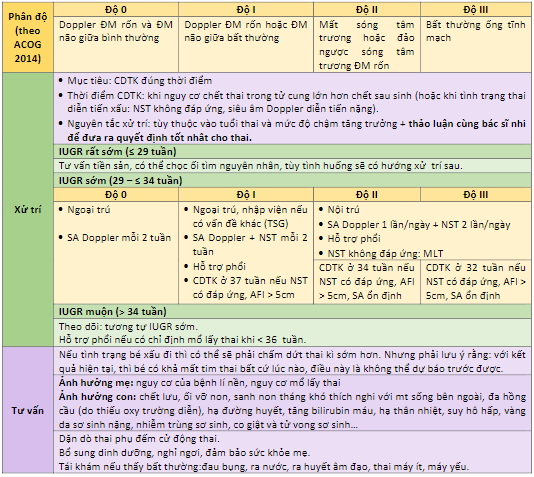 Phân độ
(theo
ACOG
2014)
Độ 0
Doppler ĐM rốn và ĐM
não giữa bình thường
Độ I
Doppler ĐM rốn hoặc ĐM
não giữa bất thường
Độ II
Mất sóng tâm
trương hoặc đảo
ngược sóng tâm
trương ĐM rốn
Độ III
Bất thường ống tĩnh
mạch
Xử trí
• Mục tiêu: CDTK đúng thời điểm
• Thời điểm CDTK: khi nguy cơ chết thai trong tử cung lớn hơn chết sau sinh (hoặc khi tình trạng thai
diễn tiến xấu: NST không đáp ứng, siêu âm Doppler diễn tiến nặng).
• Nguyên tắc xử trí: tùy thuộc vào tuổi thai và mức độ chậm tăng trưởng + thảo luận cùng bác sĩ nhi
để đưa ra quyết định tốt nhất cho thai.
IUGR rất sớm (≤ 29 tuần)
Tư vấn tiền sản, có thể chọc ối tìm nguyên nhân, tùy tình huống sẽ có hướng xử trí sau.
IUGR sớm (29 – ≤ 34 tuần)
Độ 0
• Ngoại trú
• SA Doppler mỗi 2 tuần
Độ I
• Ngoại trú, nhập viện nếu
có vấn đề khác (TSG)
• SA Doppler + NST mỗi 2
tuần
• Hỗ trợ phổi
• CDTK ở 37 tuần nếu NST
có đáp ứng, AFI > 5cm
Độ II
Độ III
• Nội trú
• SA Doppler 1 lần/ngày + NST 2 lần/ngày
• Hỗ trợ phổi
• NST không đáp ứng: MLT
CDTK ở 34 tuần nếu
NST có đáp ứng, AFI
> 5cm, SA ổn định
CDTK ở 32 tuần nếu
NST có đáp ứng, AFI >
5cm, SA ổn định
IUGR muộn (> 34 tuần)
Theo dõi: tương tự IUGR sớm.
Hỗ trợ phổi nếu có chỉ định mổ lấy thai khi < 36 tuần.
Tư vấn
Nếu tình trạng bé xấu đi thì có thể sẽ phải chấm dứt thai kì sớm hơn. Nhưng phải lưu ý rằng: với kết
quả hiện tại, thì bé có khả mất tim thai bất cứ lúc nào, điều này là không thể dự báo trước được.
Ảnh hưởng mẹ: nguy cơ của bệnh lí nền, nguy cơ mổ lấy thai
Ảnh hưởng con: chết lưu, ối vỡ non, sanh non tháng khó thích nghi với mt sống bên ngoài, đa hồng
cầu (do thiếu oxy trường diễn), hạ đường huyết, tăng bilirubin máu, hạ thân nhiệt, suy hô hấp, vàng
da sơ sinh nặng, nhiễm trùng sơ sinh, co giật và tử vong sơ sinh...
Dặn dò thai phụ đếm cử động thai.
Bổ sung dinh dưỡng, nghỉ ngơi, đảm bảo sức khỏe mẹ.
Tái khám nếu thấy bất thường:đau bụng, ra nước, ra huyết âm đạo, thai máy ít, máy yếu.